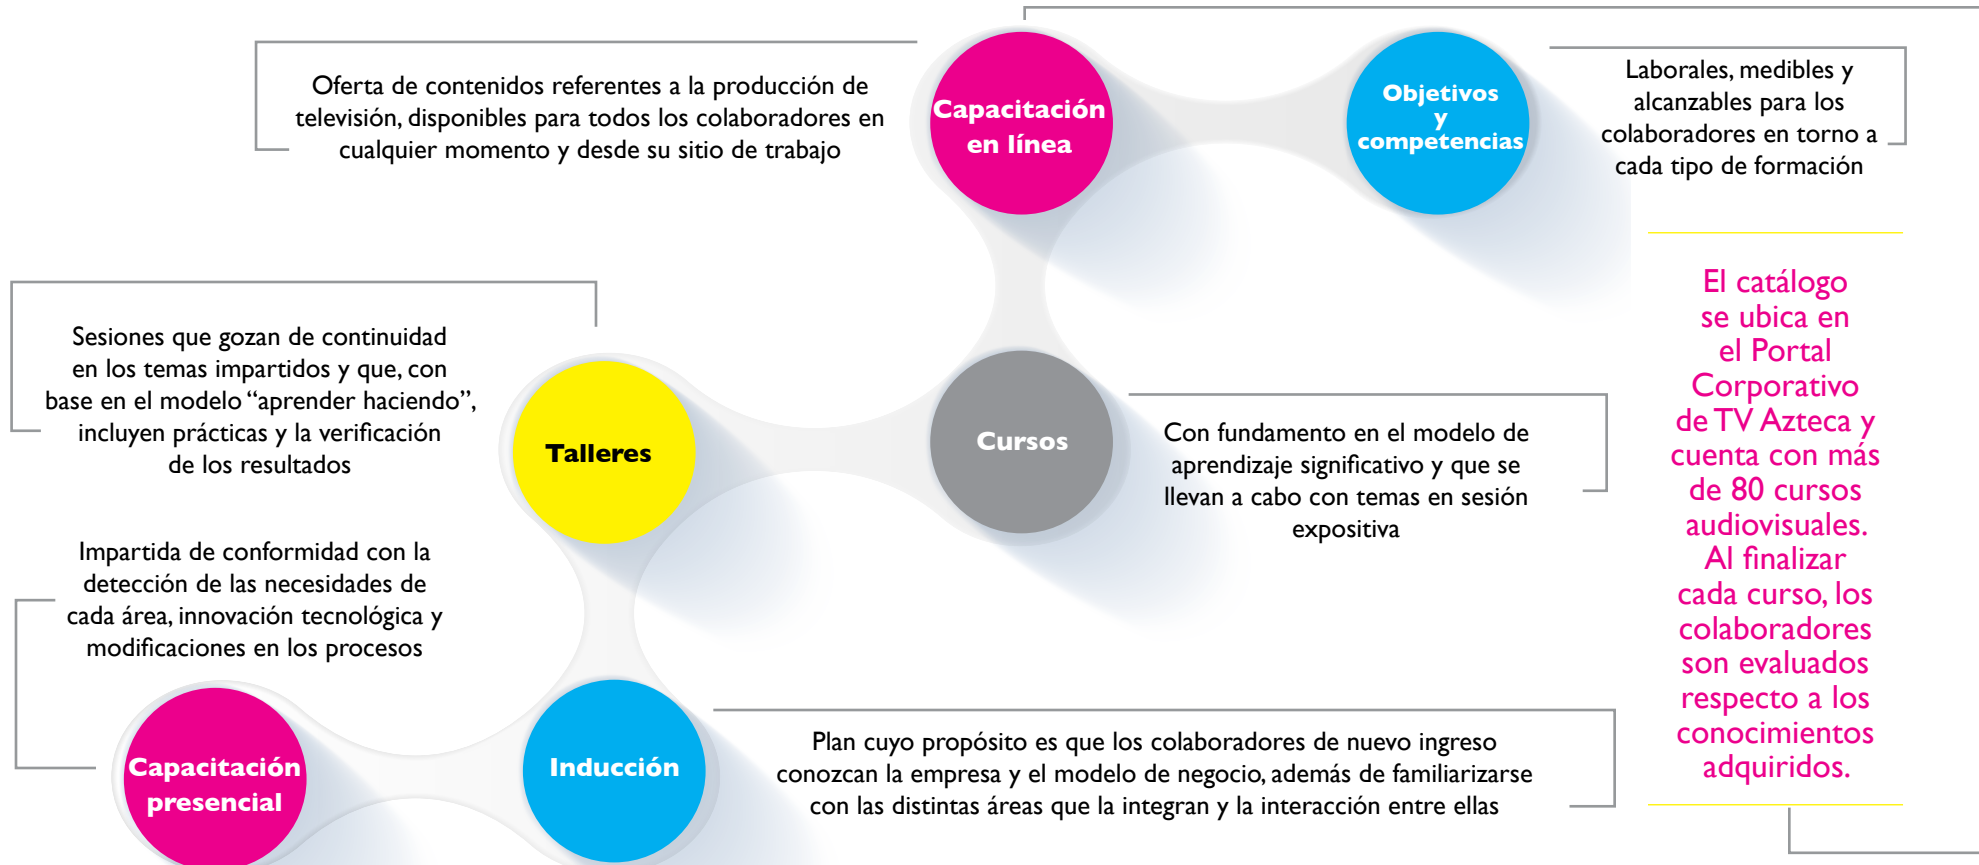 Oferta de contenidos referentes a la producción de
televisión, disponibles para todos los colaboradores en
cualquier momento y desde su sitio de trabajo
Capacitación
en línea
Objetivos
y
competencias
Laborales, medibles y
alcanzables para los
colaboradores en torno a
cada tipo de formación
Sesiones que gozan de continuidad
en los temas impartidos y que, con
base en el modelo “aprender haciendo”,
incluyen prácticas y la verificación
de los resultados
Talleres
Cursos
Con fundamento en el modelo de
aprendizaje significativo y que se
llevan a cabo con temas en sesión
expositiva
El catálogo
se ubica en
el Portal
Corporativo
de TV Azteca y
cuenta con más
de 80 cursos
audiovisuales.
Al finalizar
cada curso, los
colaboradores
son evaluados
respecto a los
conocimientos
adquiridos.
Impartida de conformidad con la
detección de las necesidades de
cada área, innovación tecnológica y
modificaciones en los procesos
Capacitación
presencial
Inducción
Plan cuyo propósito es que los colaboradores de nuevo ingreso
conozcan la empresa y el modelo de negocio, además de familiarizarse
con las distintas áreas que la integran y la interacción entre ellas